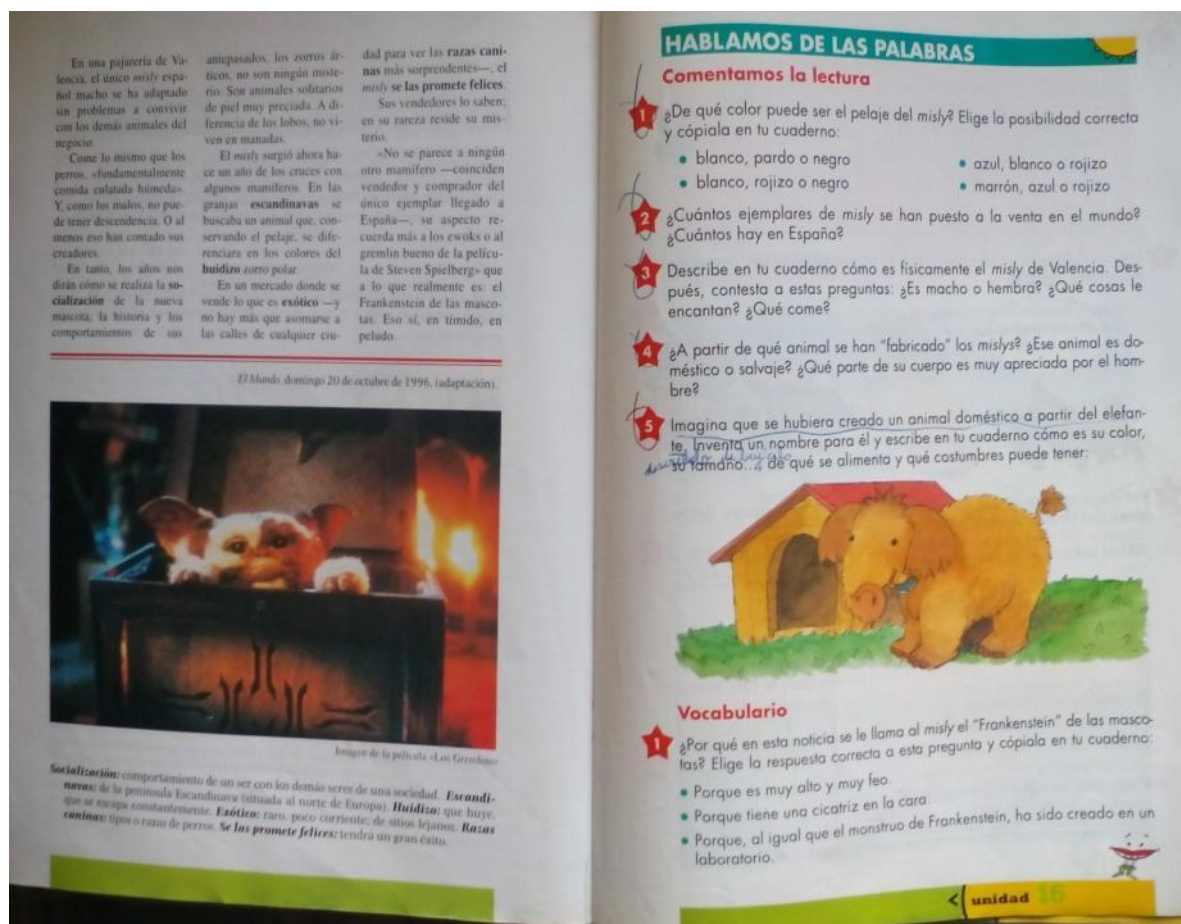 En una pajarería de Va-
lencia, el único misly espa-
ñol macho se ha adaptado
sin problemas a convivir
con los demás animales del
negocio.
Come lo mismo que los
perros, «fundamentalmente
comida enlatada húmeda».
Y, como los mulos, no pue-
de tener descendencia. O al
menos eso han contado sus
creadores.
En tanto, los años nos
dirán cómo se realiza la so-
cialización de la nueva
mascota, la historia y los
comportamientos de sus
antepasados, los zorros ár-
ticos, no son ningún miste-
rio. Son animales solitarios
de piel muy preciada. A di-
ferencia de los lobos, no vi-
ven en manadas.
El misly surgió ahora ha-
ce un año de los cruces con
algunos mamíferos. En las
granjas escandinavas se
buscaba un animal que, con-
servando el pelaje, se dife-
renciara en los colores del
huidizo zorro polar.
En un mercado donde se
vende lo que es exótico —y
no hay más que asomarse a
las calles de cualquier ciu-
dad para ver las razas cani-
nas más sorprendentes—, el
misly se las promete felices.
Sus vendedores lo saben;
en su rareza reside su mis-
terio.
«No se parece a ningún
otro mamífero —coinciden
vendedor y comprador del
único ejemplar llegado a
España—, su aspecto re-
cuerda más a los ewoks o al
gremlin bueno de la pelícu-
la de Steven Spielberg» que
a lo que realmente es: el
Frankenstein de las masco-
tas. Eso sí, en tímido, en
peludo.
El Mundo, domingo 20 de octubre de 1996, (adaptación).
Imagen de la película «Los Gremlins»
Socialización: comportamiento de un ser con los demás seres de una sociedad. Escandi-
navas: de la península Escandinava (situada al norte de Europa). Huidizo: que huye,
que se escapa constantemente. Exótico: raro, poco corriente; de sitios lejanos. Razas
caninas: tipos o razas de perros. Se las promete felices: tendrá un gran éxito.
HABLAMOS DE LAS PALABRAS
Comentamos la lectura
1 ¿De qué color puede ser el pelaje del misly? Elige la posibilidad correcta
y cópiala en tu cuaderno:
• blanco, pardo o negro
• azul, blanco o rojizo
• blanco, rojizo o negro
• marrón, azul o rojizo
2 ¿Cuántos ejemplares de misly se han puesto a la venta en el mundo?
¿Cuántos hay en España?
3 Describe en tu cuaderno cómo es físicamente el misly de Valencia. Des-
pués, contesta a estas preguntas: ¿Es macho o hembra? ¿Qué cosas le
encantan? ¿Qué come?
4 ¿A partir de qué animal se han "fabricado" los mislys? ¿Ese animal es do-
méstico o salvaje? ¿Qué parte de su cuerpo es muy apreciada por el hom-
bre?
5 Imagina que se hubiera creado un animal doméstico a partir del elefan-
te. Inventa un nombre para él y escribe en tu cuaderno cómo es su color,
su tamaño..., de qué se alimenta y qué costumbres puede tener:
Vocabulario
1 ¿Por qué en esta noticia se le llama al misly el "Frankenstein" de las masco-
tas? Elige la respuesta correcta a esta pregunta y cópiala en tu cuaderno:
• Porque es muy alto y muy feo.
• Porque tiene una cicatriz en la cara.
• Porque, al igual que el monstruo de Frankenstein, ha sido creado en un
laboratorio.
unidad 16